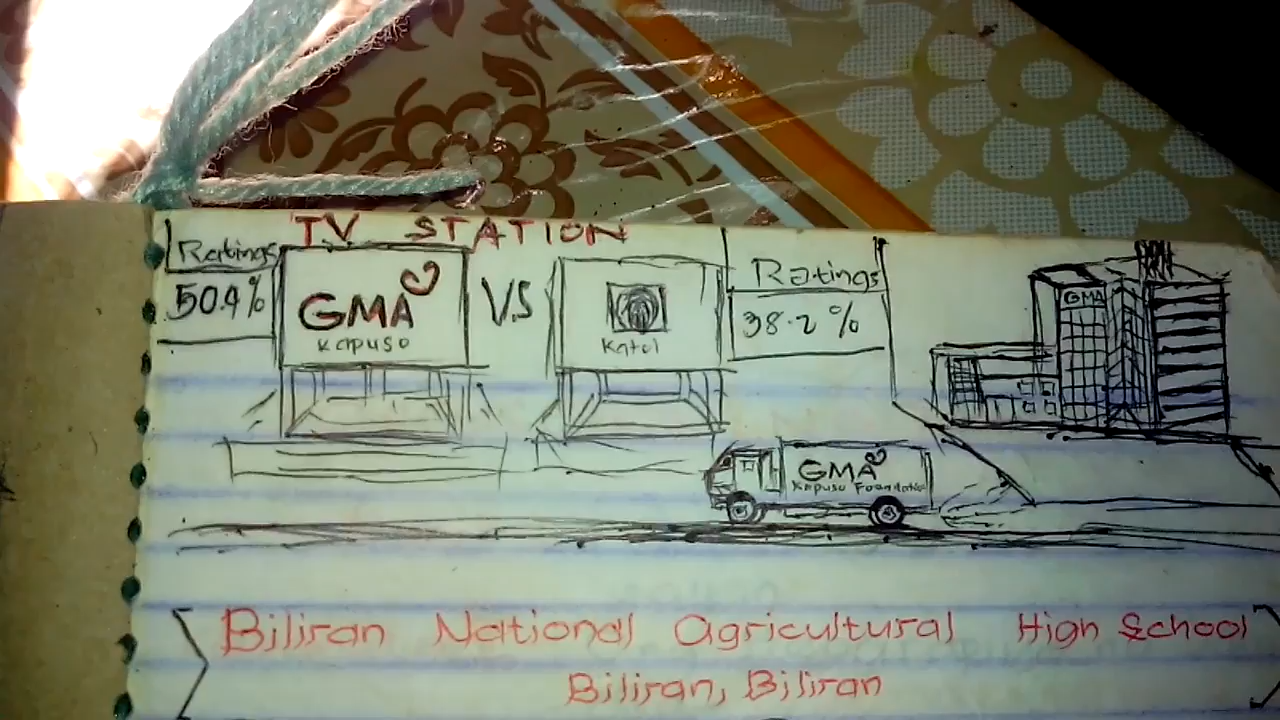 TV STATION
Ratings
50.4%
GMA
Kapuso
VS
Katol
Ratings
38.2%
GMA
GMA
Kapuso Foundation
Biliran National Agricultural High School
Biliran, Biliran